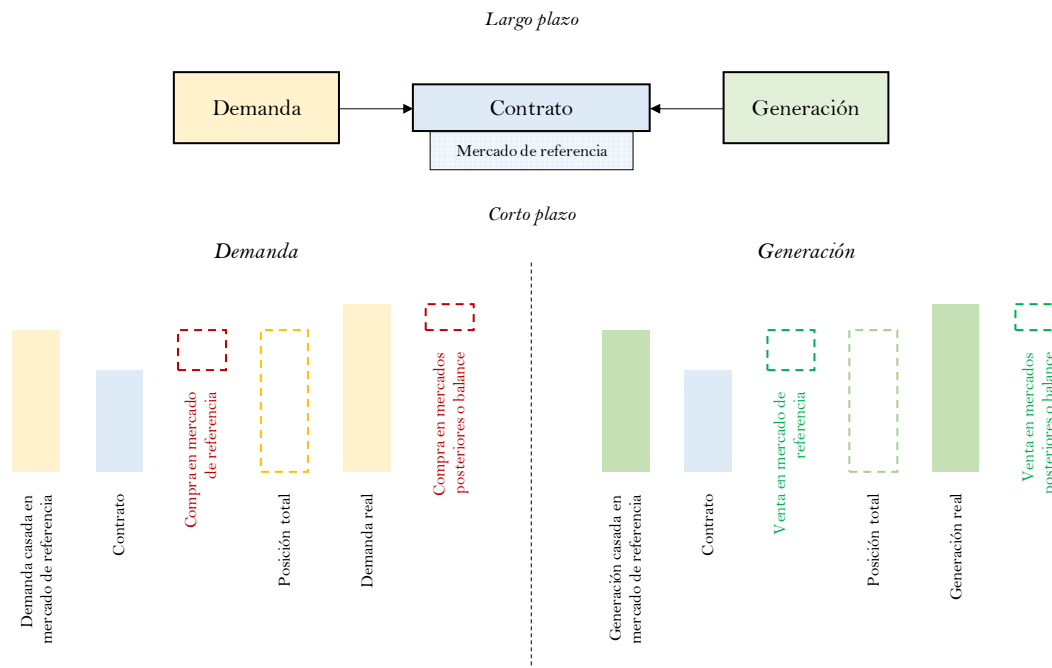 Largo plazo
Demanda
Contrato
Generación
Mercado de referencia
Corto plazo
Demanda
Generación
Demanda casada en
mercado de referencia
Contrato
Compra en mercado
de referencia
Posición total
Demanda real
Compra en mercados
posteriores o balance
Generación casada en
mercado de referencia
Contrato
Venta en mercado de
referencia
Posición total
Generación real
Venta en mercados
posteriores o balance